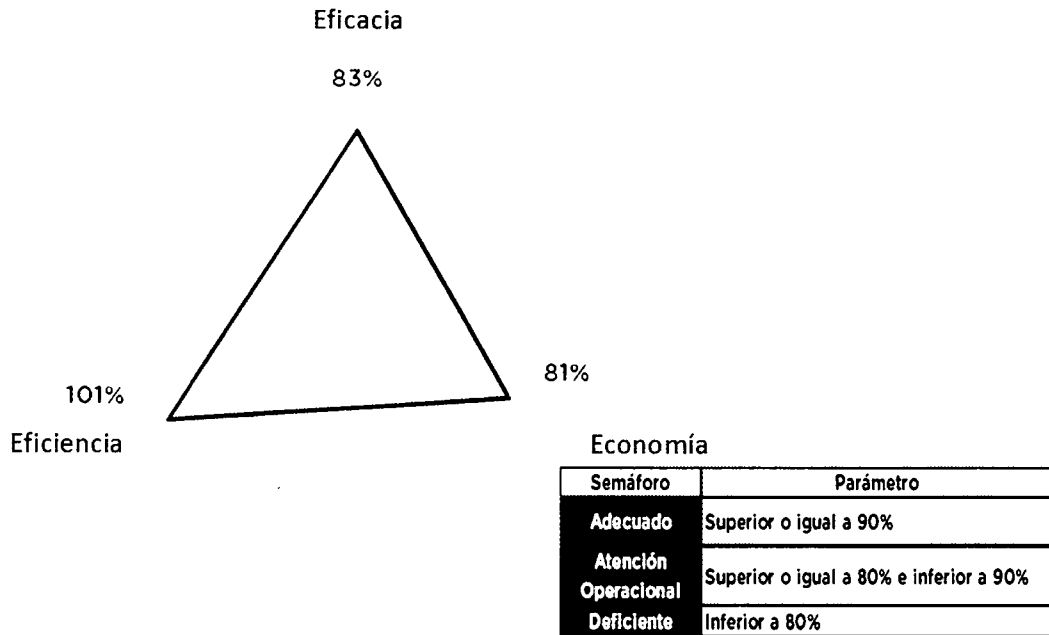 Eficacia
83%
101%
Eficiencia
81%
Economía
Semáforo Parámetro
Adecuado Superior o igual a 90%
Atención
Operacional Superior o igual a 80% e inferior a 90%
Deficiente Inferior a 80%